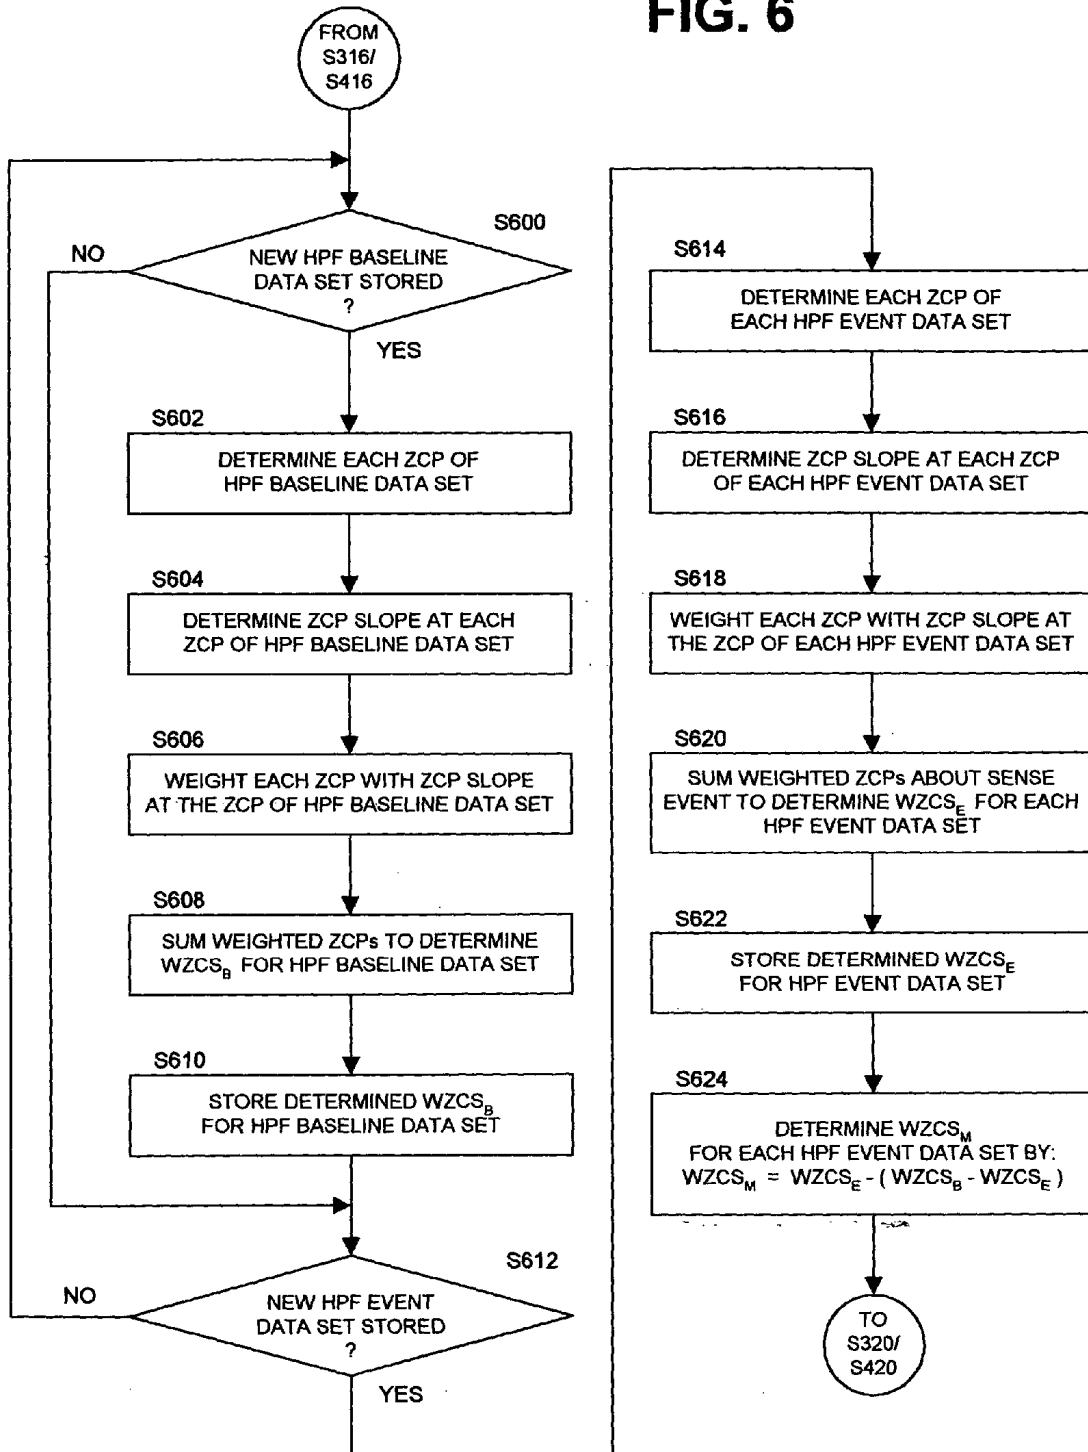 FIG. 6
FROM
S316/
S416
S600
NO
NEW HPF BASELINE
DATA SET STORED
?
YES
S602
DETERMINE EACH ZCP OF
HPF BASELINE DATA SET
S604
DETERMINE ZCP SLOPE AT EACH
ZCP OF HPF BASELINE DATA SET
S606
WEIGHT EACH ZCP WITH ZCP SLOPE
AT THE ZCP OF HPF BASELINE DATA SET
S608
SUM WEIGHTED ZCPs TO DETERMINE
WZCS_B FOR HPF BASELINE DATA SET
S610
STORE DETERMINED WZCS_B
FOR HPF BASELINE DATA SET
S612
NO
NEW HPF EVENT
DATA SET STORED
?
YES
S614
DETERMINE EACH ZCP OF
EACH HPF EVENT DATA SET
S616
DETERMINE ZCP SLOPE AT EACH ZCP
OF EACH HPF EVENT DATA SET
S618
WEIGHT EACH ZCP WITH ZCP SLOPE AT
THE ZCP OF EACH HPF EVENT DATA SET
S620
SUM WEIGHTED ZCPs ABOUT SENSE
EVENT TO DETERMINE WZCS_E FOR EACH
HPF EVENT DATA SET
S622
STORE DETERMINED WZCS_E
FOR HPF EVENT DATA SET
S624
DETERMINE WZCS_M
FOR EACH HPF EVENT DATA SET BY:
WZCS_M = WZCS_E - ( WZCS_B - WZCS_E )
TO
S320/
S420